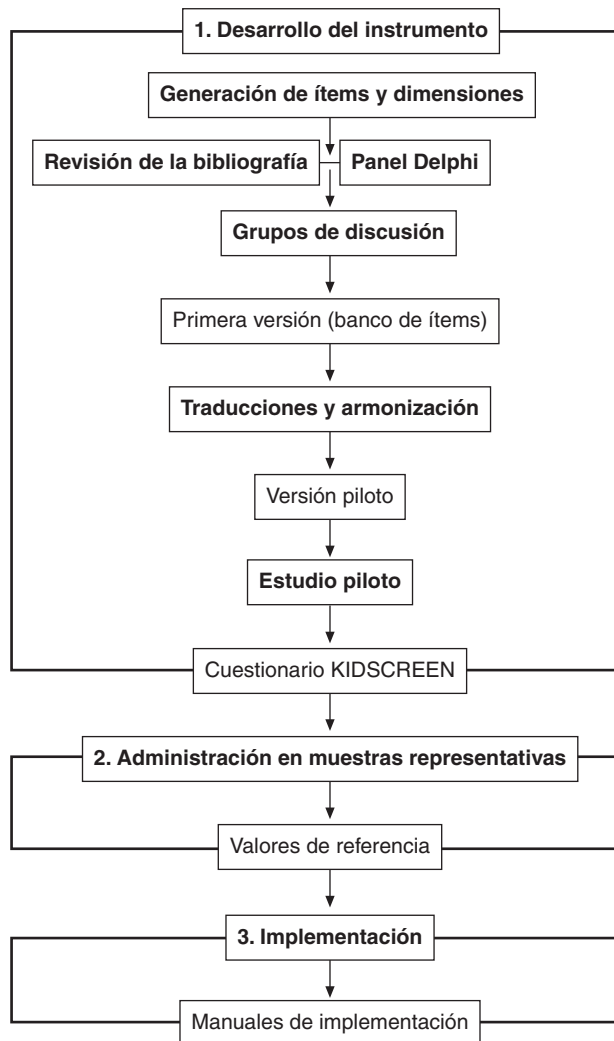 1. Desarrollo del instrumento
Generación de ítems y dimensiones
Revisión de la bibliografía
Panel Delphi
Grupos de discusión
Primera versión (banco de ítems)
Traducciones y armonización
Versión piloto
Estudio piloto
Cuestionario KIDSCREEN
2. Administración en muestras representativas
Valores de referencia
3. Implementación
Manuales de implementación